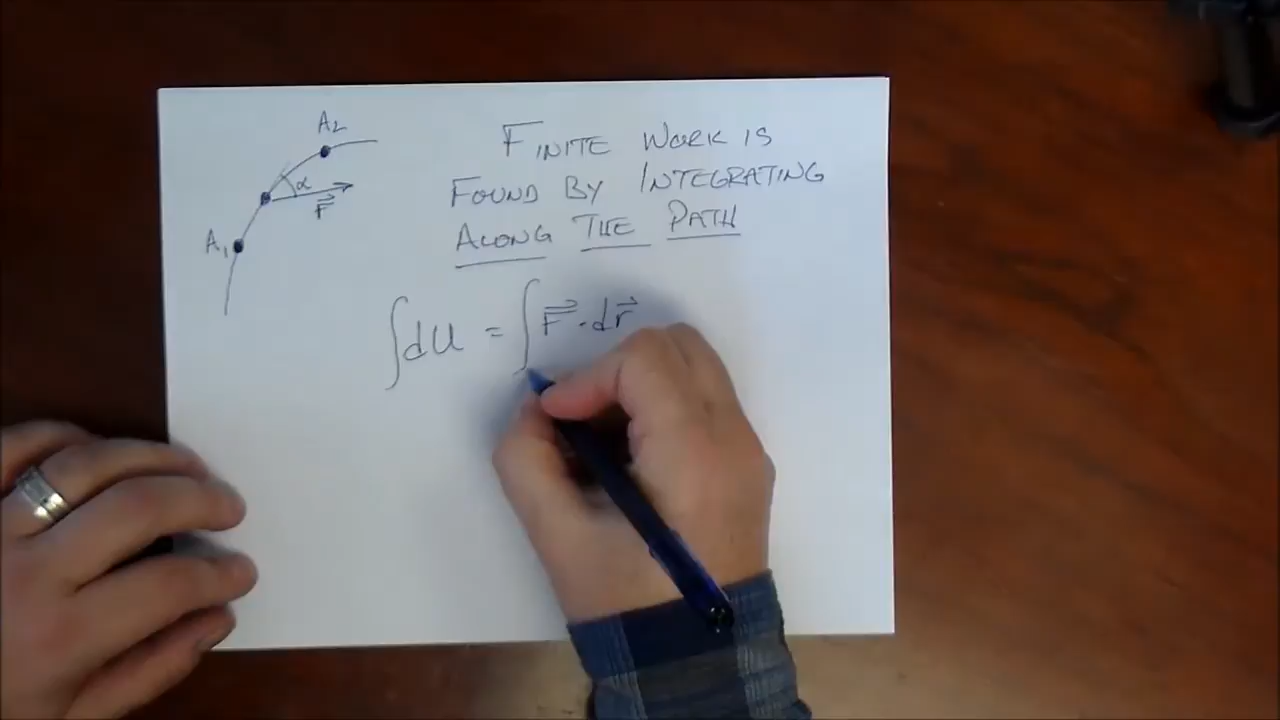 A2
α
F⃗
A1
FINITE WORK IS
FOUND BY INTEGRATING
ALONG THE PATH
∫dU = ∫F⃗ · dr⃗